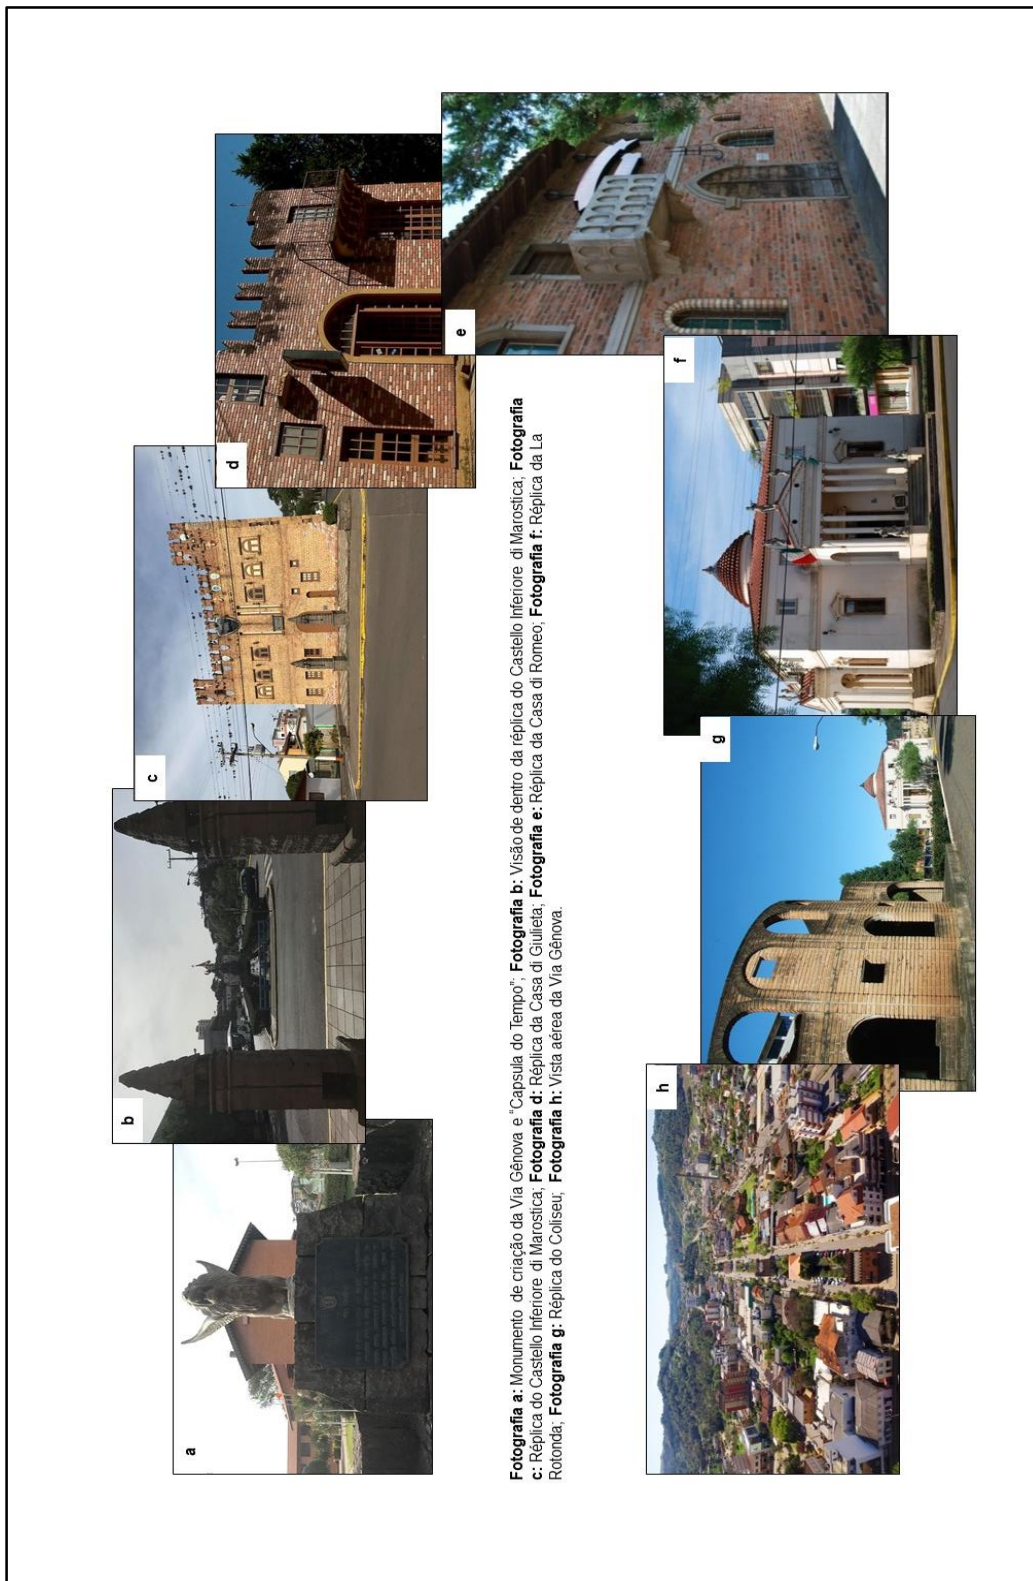 a
b
c
d
e
f
g
h
Fotografia a: Monumento de criação da Via Gênova e “Capsula do Tempo”; Fotografia b: Visão de dentro da réplica do Castello Inferiore di Marostica; Fotografia
c: Réplica do Castello Inferiore di Marostica; Fotografia d: Réplica da Casa di Giulieta; Fotografia e: Réplica da Casa di Romeo; Fotografia f: Réplica da La
Rotonda; Fotografia g: Réplica do Coliseu; Fotografia h: Vista aérea da Via Gênova.